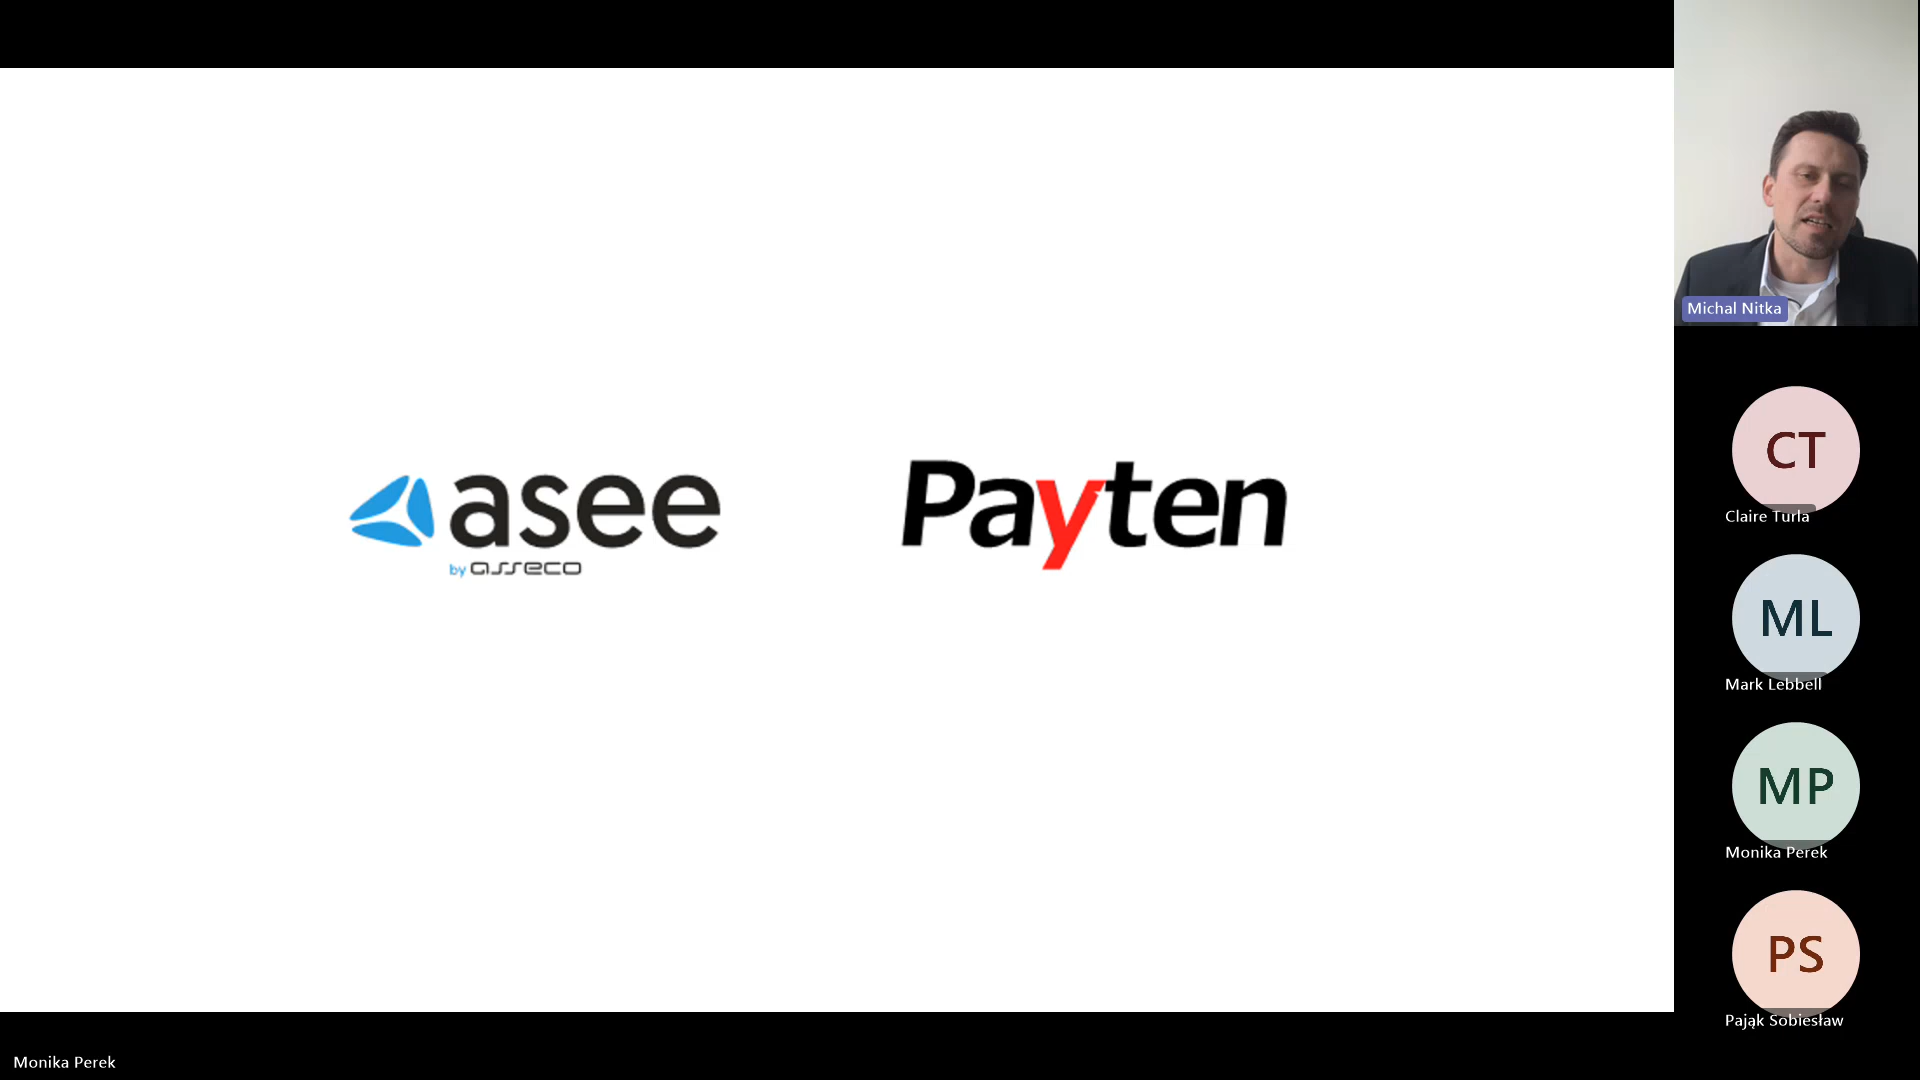 asee
by asseco
Payten
Michal Nitka
CT
Claire Turla
ML
Mark Lebbell
MP
Monika Perek
PS
Pająk Sobiesław
Monika Perek